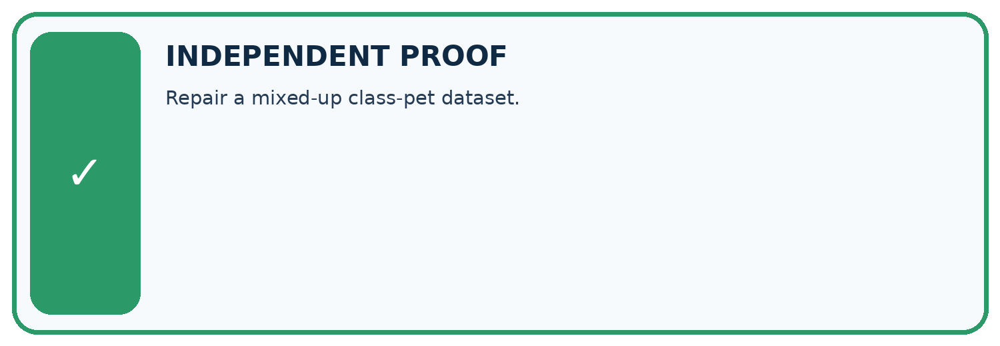 INDEPENDENT PROOF
Repair a mixed-up class-pet dataset.
✓